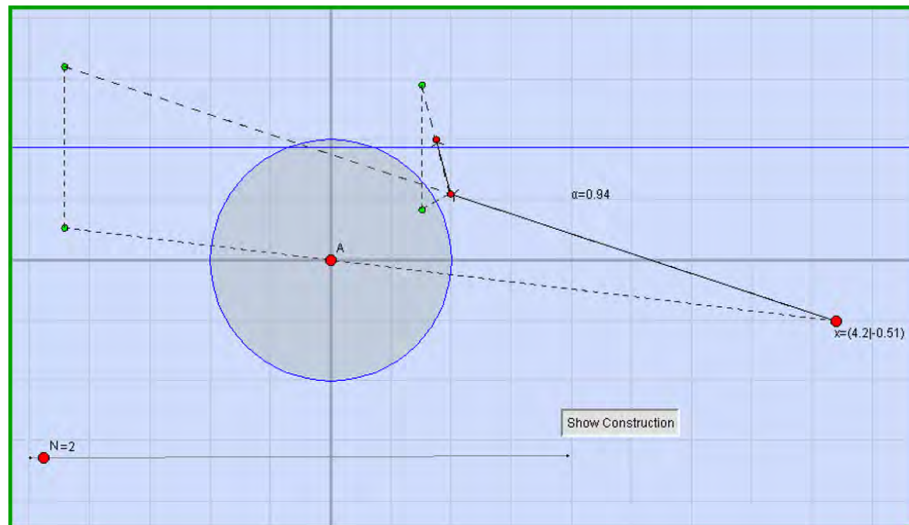 α=0.94
A
x=(4.2|-0.51)
Show Construction
N=2